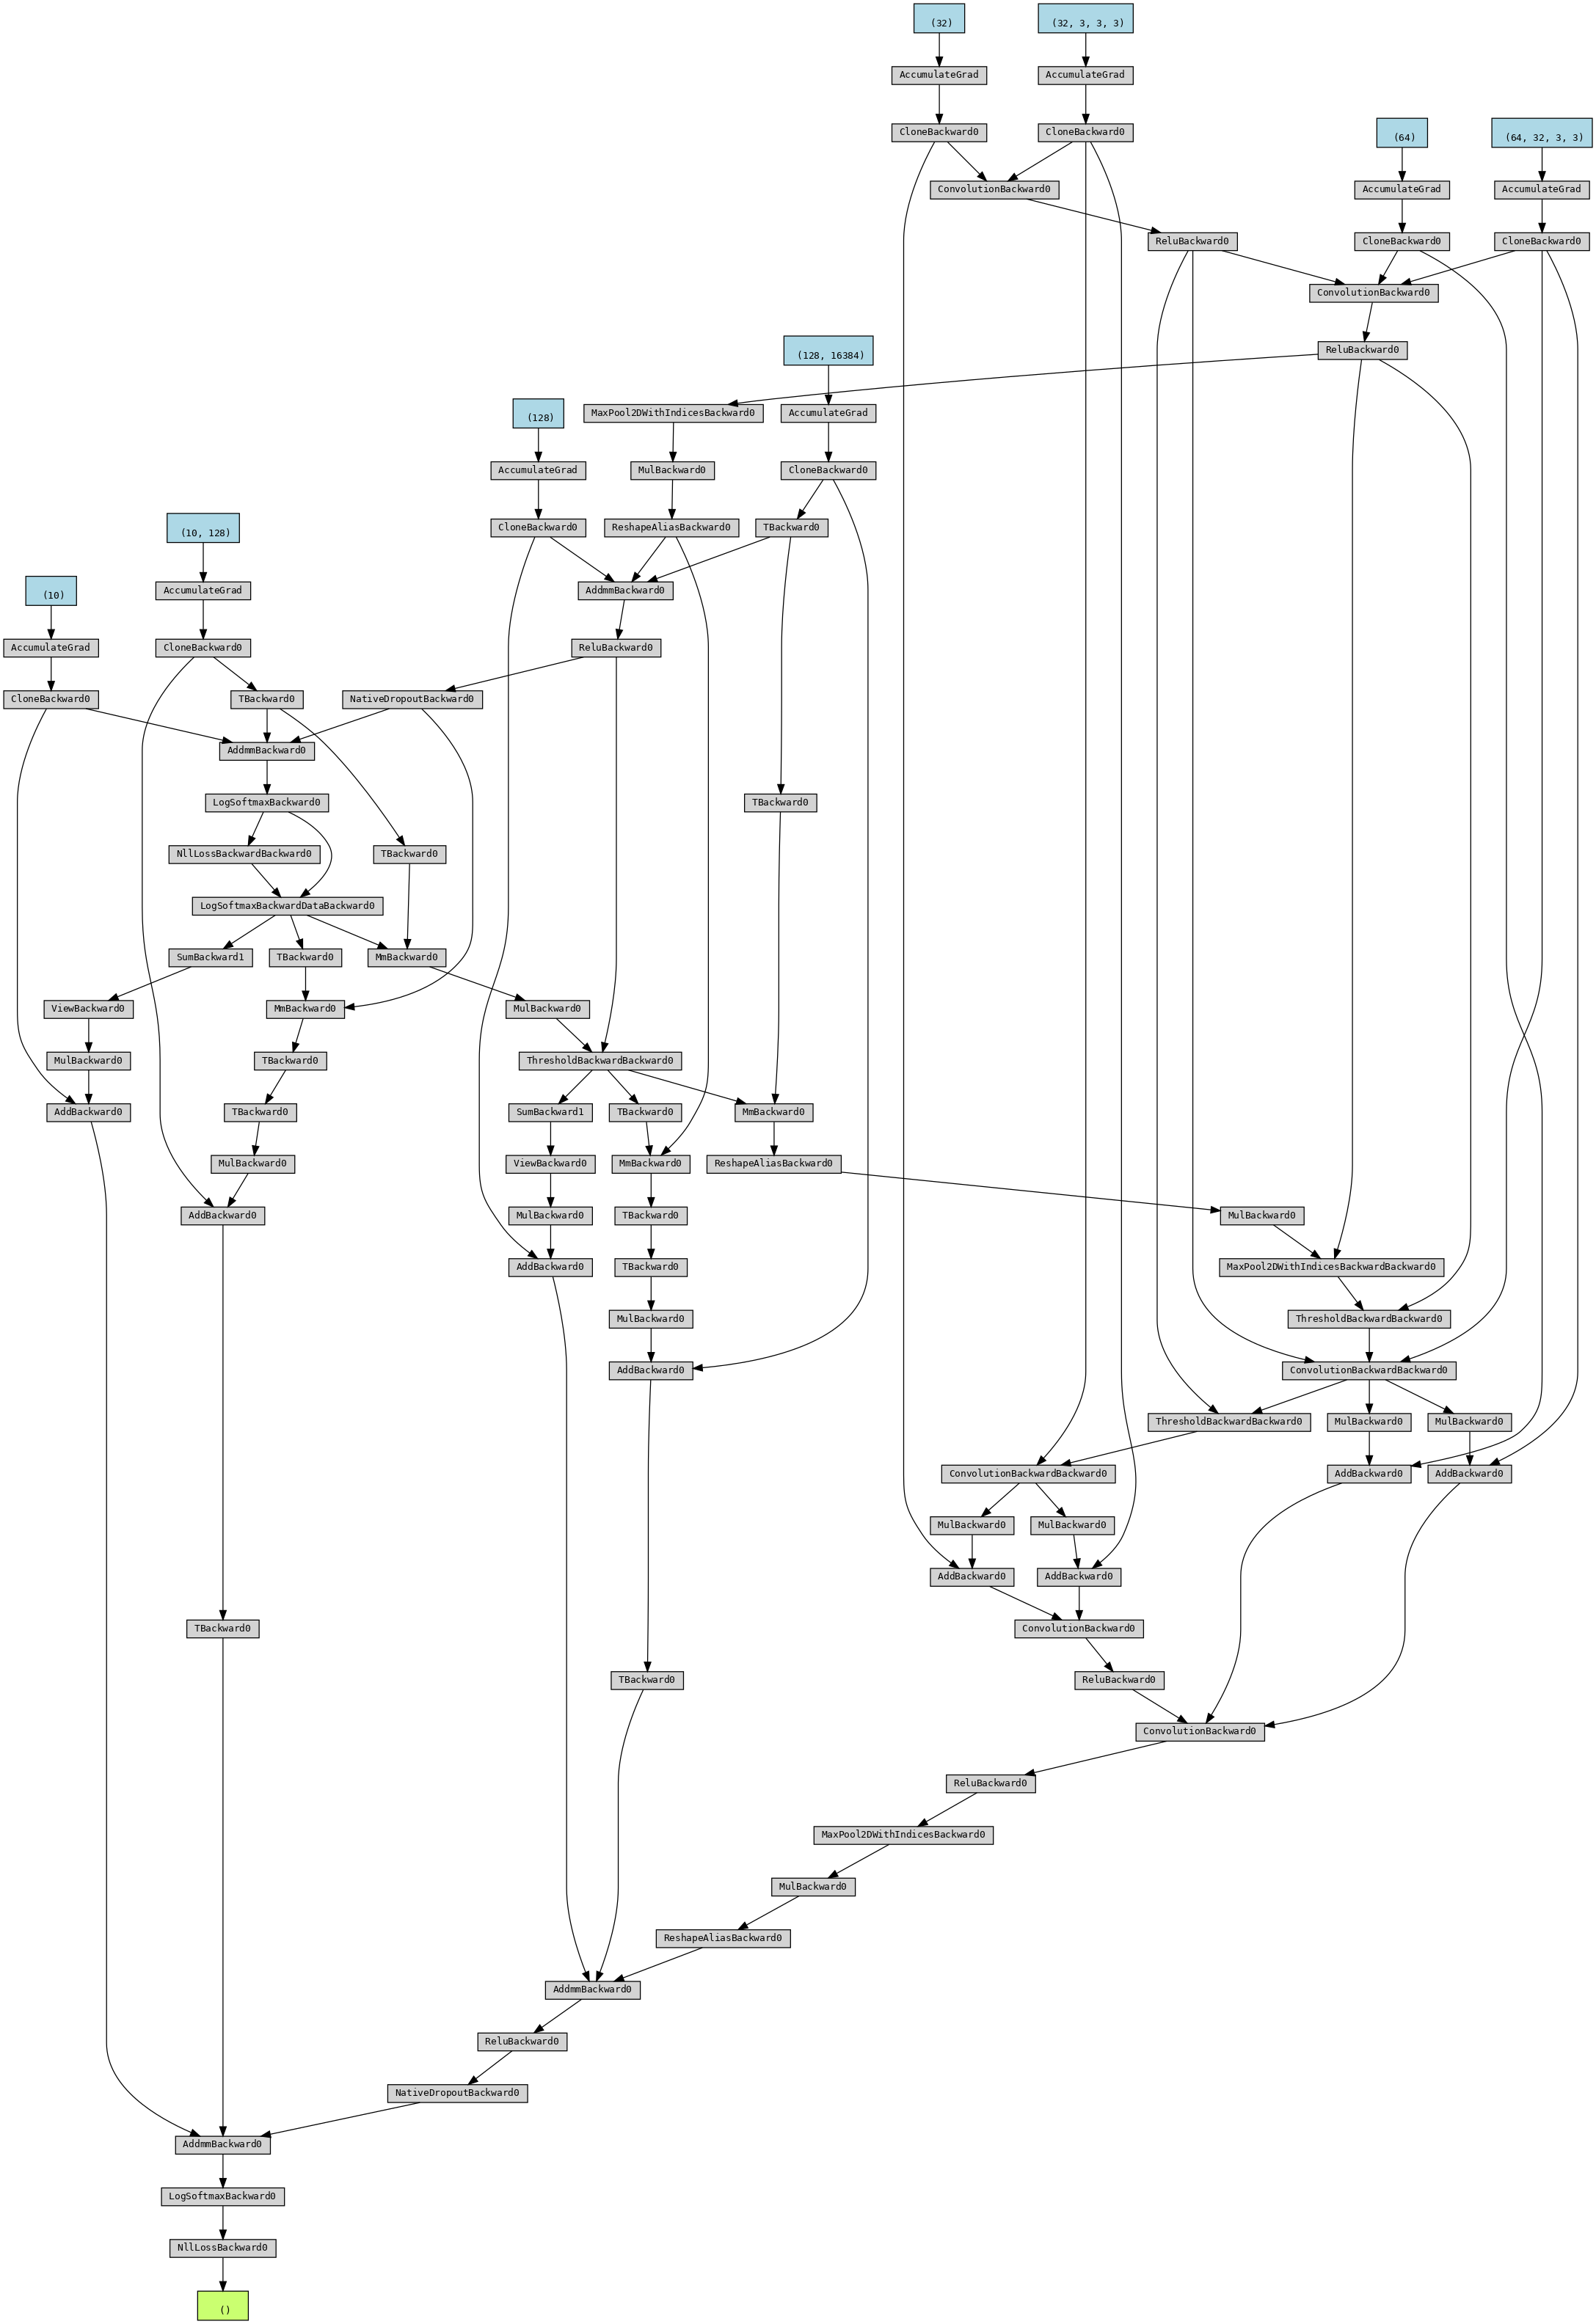 (32)
(32, 3, 3, 3)
AccumulateGrad
AccumulateGrad
CloneBackward0
CloneBackward0
(64)
(64, 32, 3, 3)
ConvolutionBackward0
AccumulateGrad
AccumulateGrad
ReluBackward0
CloneBackward0
CloneBackward0
ConvolutionBackward0
(128, 16384)
ReluBackward0
(128)
MaxPool2DWithIndicesBackward0
AccumulateGrad
AccumulateGrad
MulBackward0
CloneBackward0
(10, 128)
CloneBackward0
ReshapeAliasBackward0
TBackward0
(10)
AccumulateGrad
AddmmBackward0
AccumulateGrad
CloneBackward0
ReluBackward0
CloneBackward0
TBackward0
NativeDropoutBackward0
AddmmBackward0
LogSoftmaxBackward0
TBackward0
NllLossBackwardBackward0
TBackward0
LogSoftmaxBackwardDataBackward0
SumBackward1
TBackward0
MmBackward0
ViewBackward0
MmBackward0
MulBackward0
MulBackward0
TBackward0
ThresholdBackwardBackward0
AddBackward0
TBackward0
SumBackward1
TBackward0
MmBackward0
MulBackward0
ViewBackward0
MmBackward0
ReshapeAliasBackward0
AddBackward0
MulBackward0
TBackward0
MulBackward0
AddBackward0
TBackward0
MaxPool2DWithIndicesBackwardBackward0
MulBackward0
ThresholdBackwardBackward0
AddBackward0
ConvolutionBackwardBackward0
ThresholdBackwardBackward0
MulBackward0
MulBackward0
ConvolutionBackwardBackward0
AddBackward0
AddBackward0
MulBackward0
MulBackward0
AddBackward0
AddBackward0
TBackward0
ConvolutionBackward0
TBackward0
ReluBackward0
ConvolutionBackward0
ReluBackward0
MaxPool2DWithIndicesBackward0
MulBackward0
ReshapeAliasBackward0
AddmmBackward0
ReluBackward0
NativeDropoutBackward0
AddmmBackward0
LogSoftmaxBackward0
NllLossBackward0
()